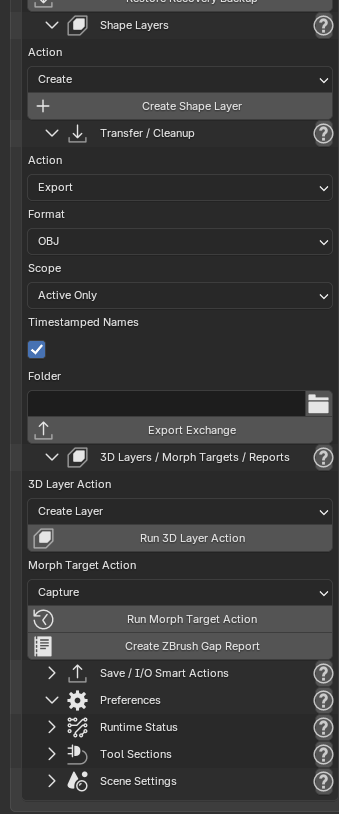 Restore Recovery Backup
Shape Layers
Action
Create
Create Shape Layer
Transfer / Cleanup
Action
Export
Format
OBJ
Scope
Active Only
Timestamped Names
Folder
Export Exchange
3D Layers / Morph Targets / Reports
3D Layer Action
Create Layer
Run 3D Layer Action
Morph Target Action
Capture
Run Morph Target Action
Create ZBrush Gap Report
Save / I/O Smart Actions
Preferences
Runtime Status
Tool Sections
Scene Settings